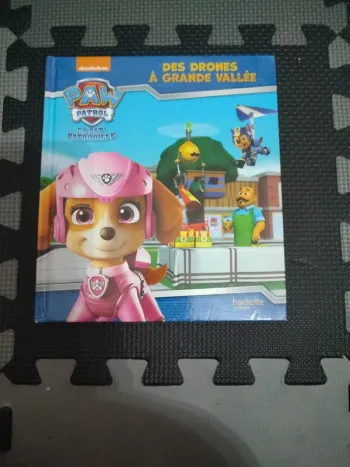 nickelodeon
DES DRONES
À GRANDE VALLÉE
PAW
PATROL
LA PAT'
PATROUILLE
hachette